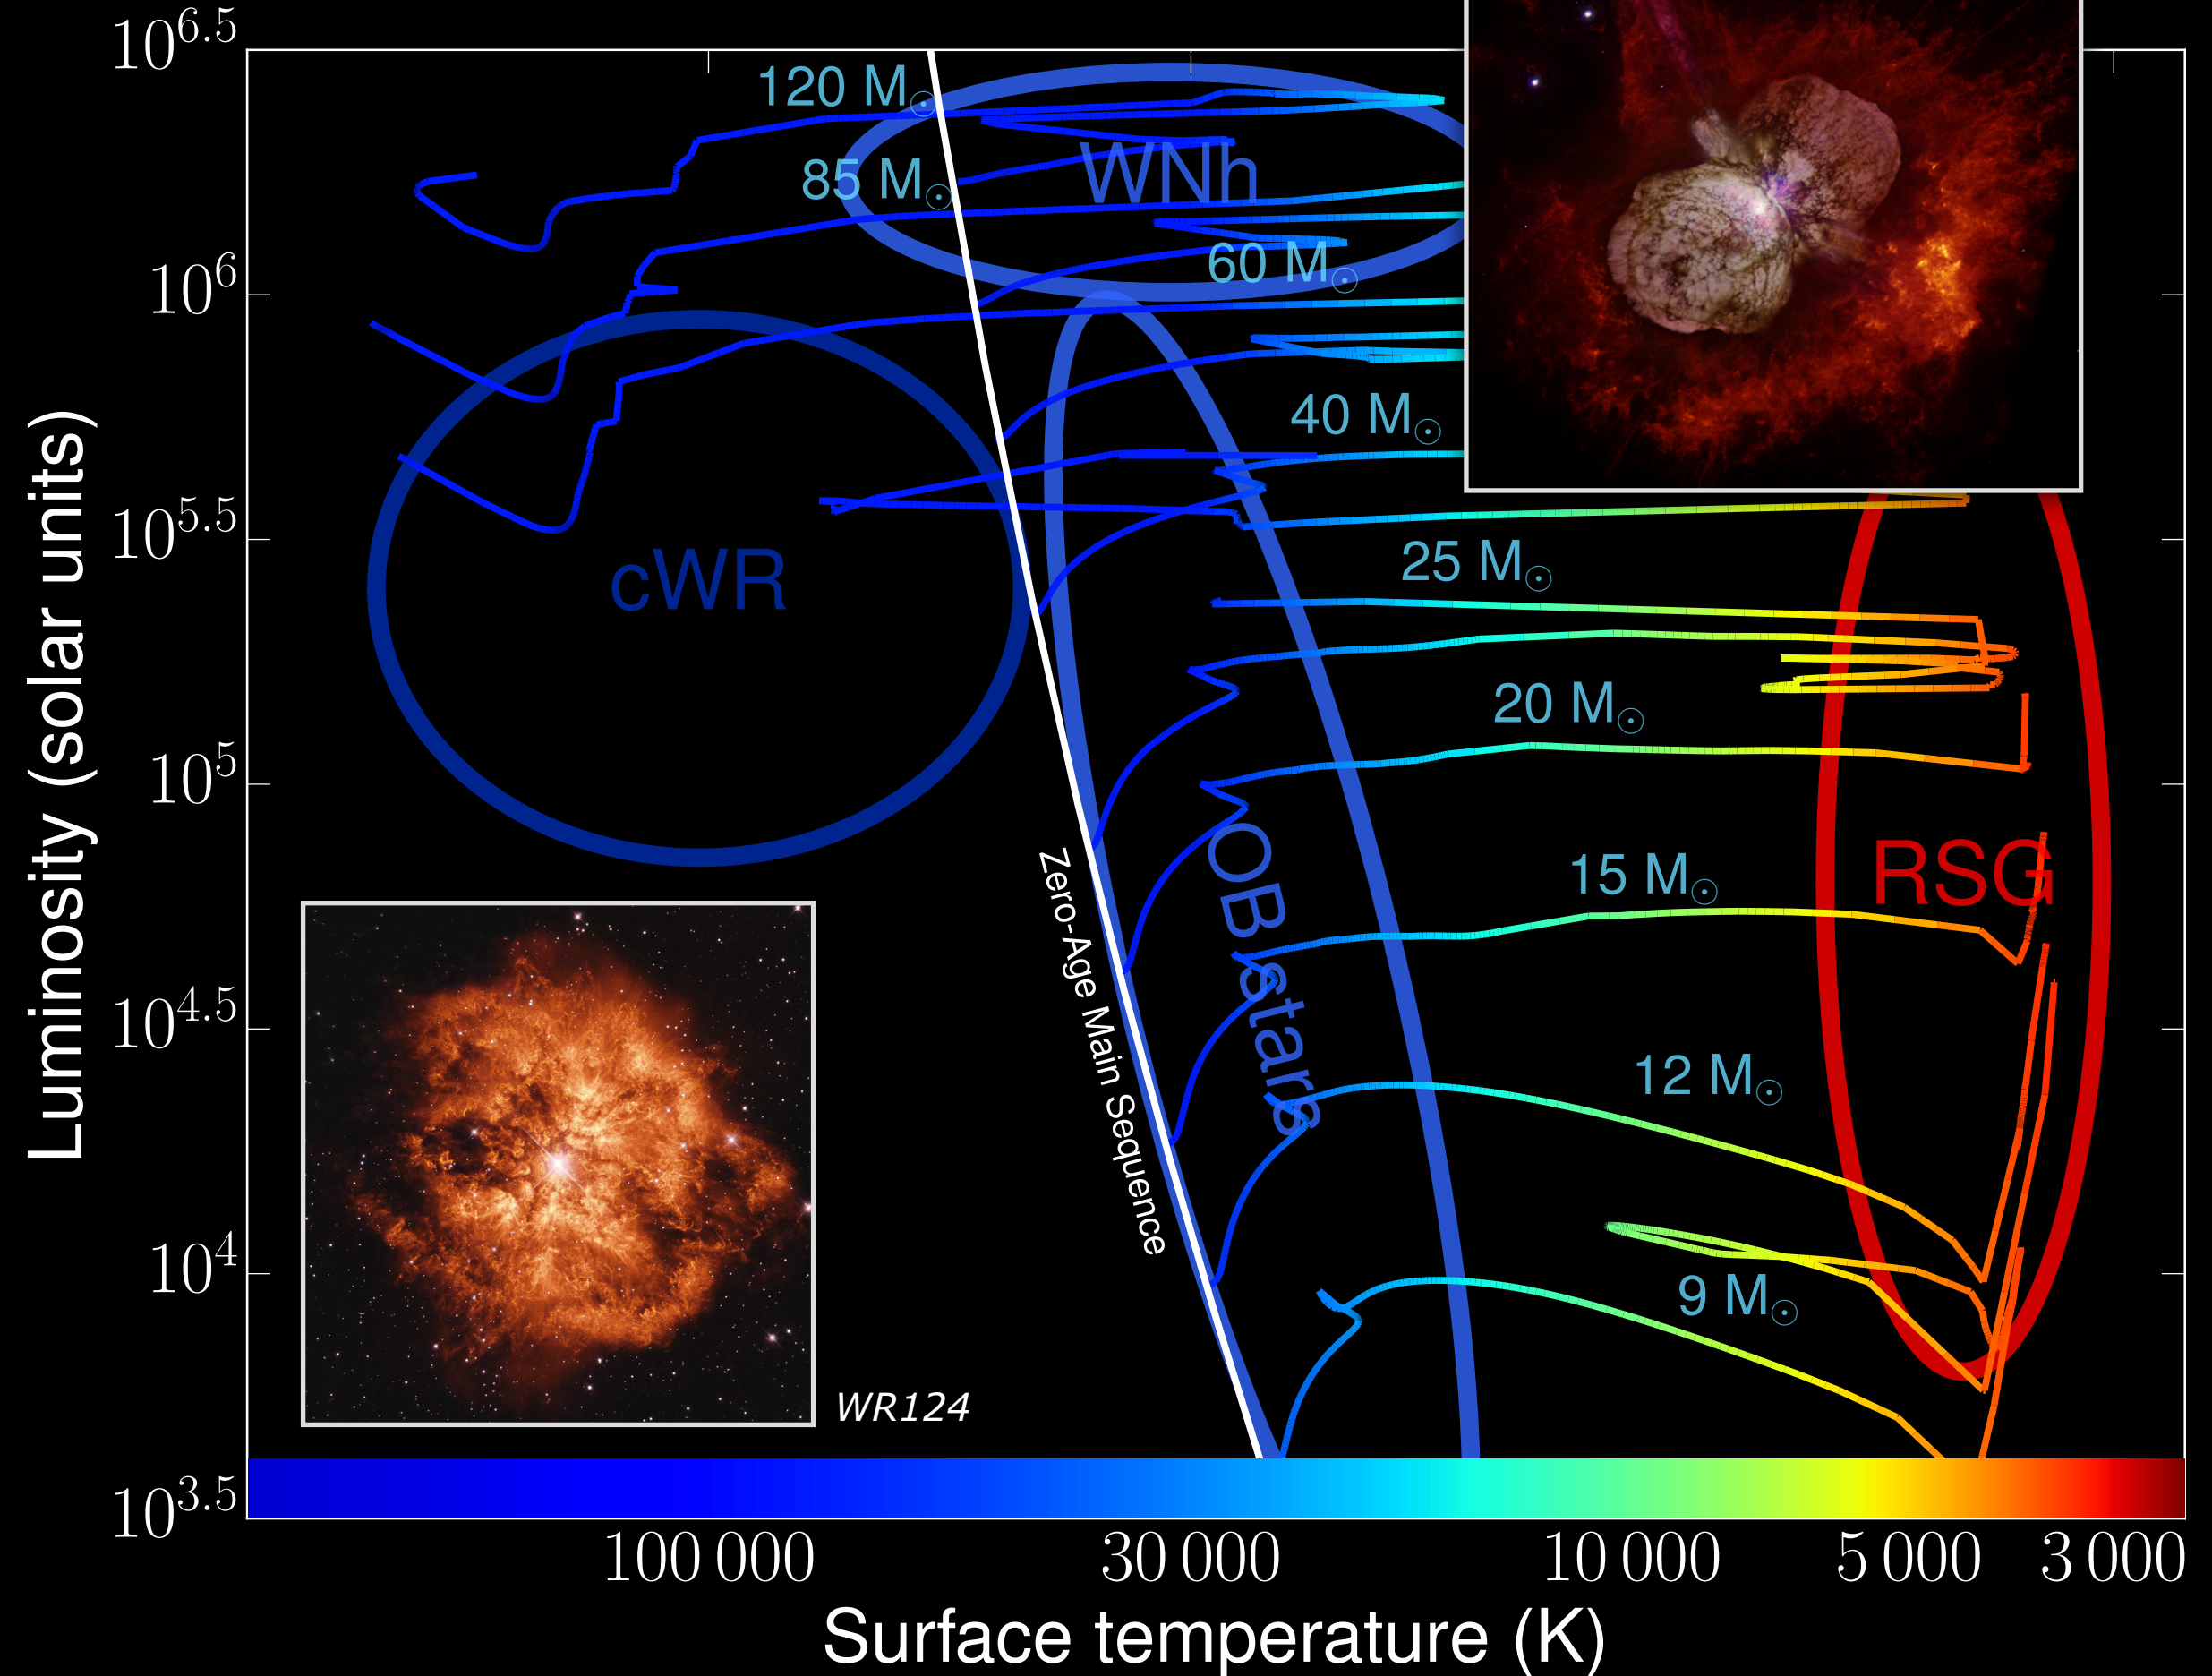 10^6.5
10^6
10^5.5
10^5
10^4.5
10^4
10^3.5
Luminosity (solar units)
120 M☉
85 M☉
WNh
60 M☉
40 M☉
cWR
25 M☉
20 M☉
15 M☉
RSG
OB stars
Zero-Age Main Sequence
12 M☉
9 M☉
WR124
100 000
30 000
10 000
5 000
3 000
Surface temperature (K)